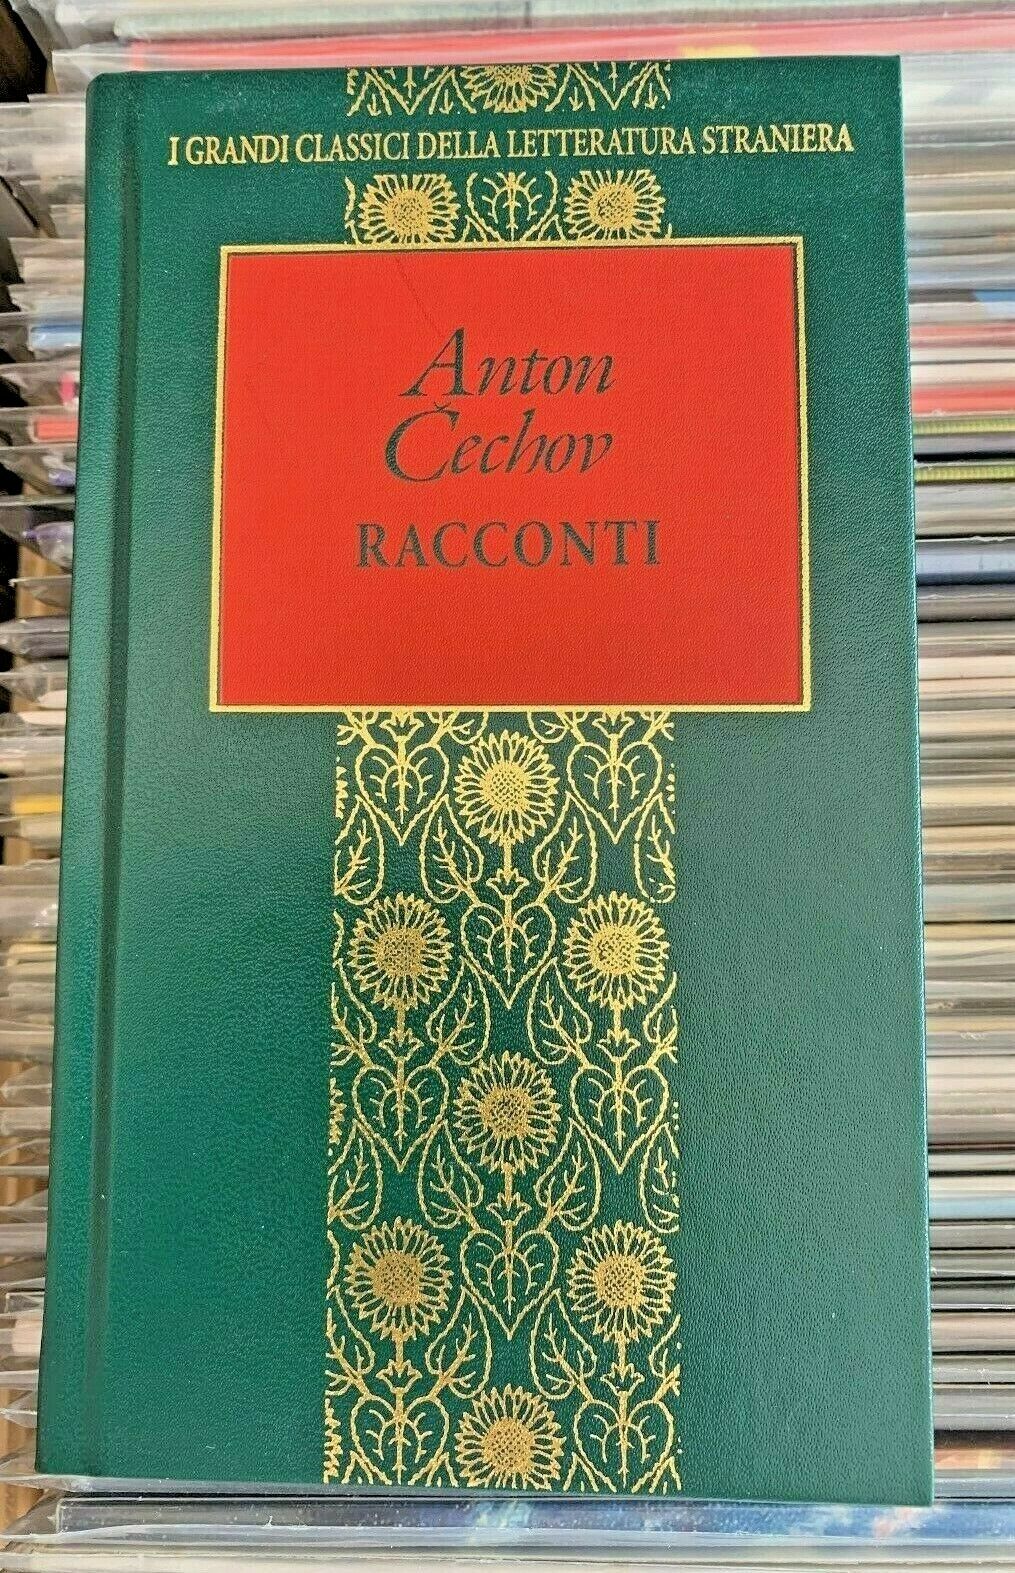 I GRANDI CLASSICI DELLA LETTERATURA STRANIERA
Anton
Čechov
RACCONTI